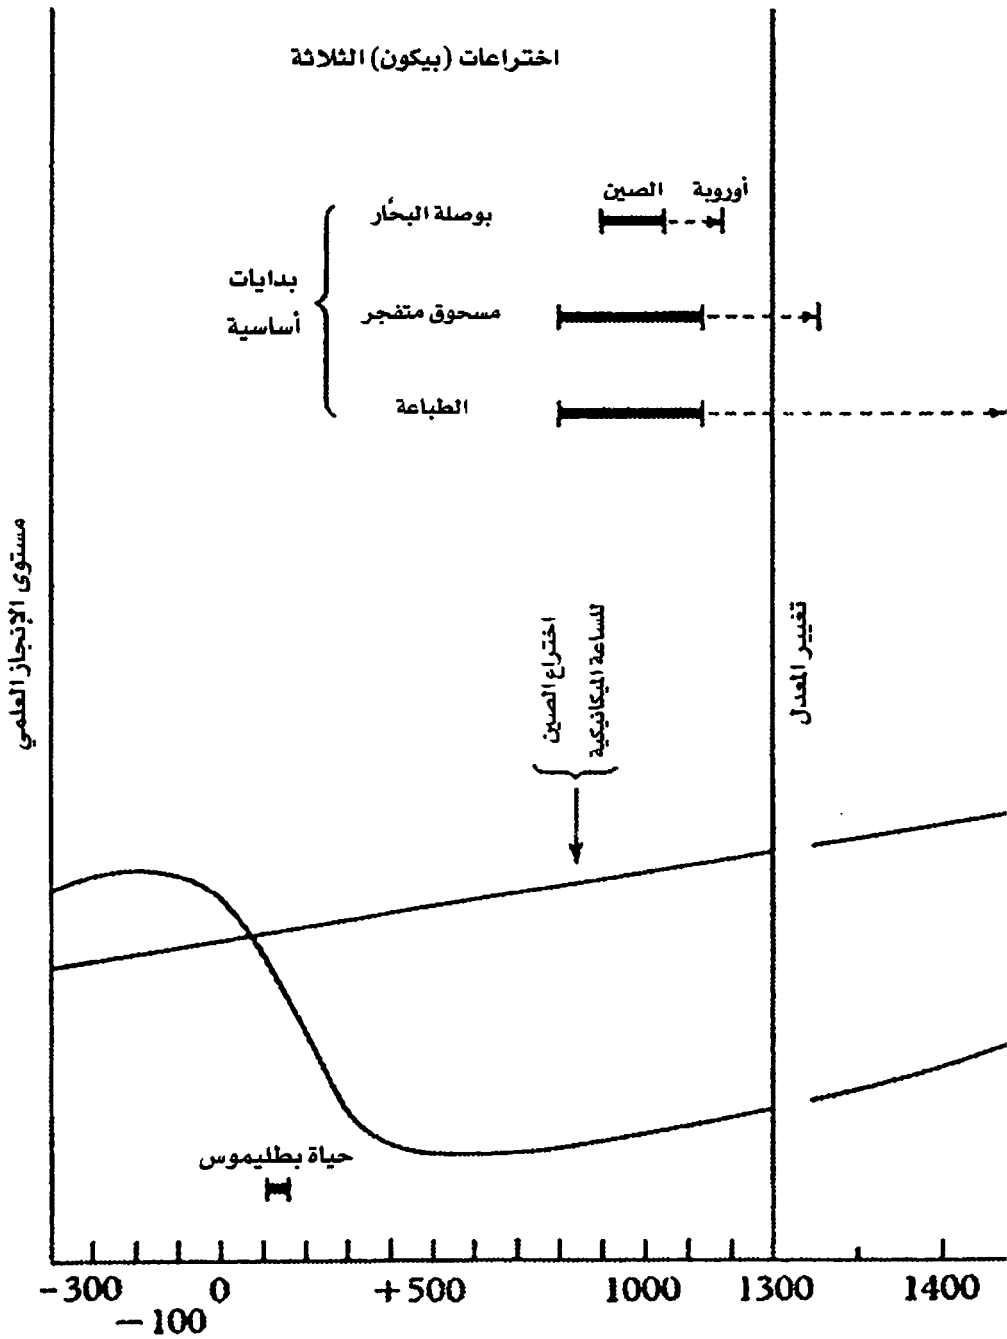 اختراعات (بيكون) الثلاثة
الصين
أوروبة
بوصلة البحَّار
بدايات
أساسية
مسحوق متفجر
الطباعة
مستوى الإنجاز العلمي
اختراع الصين
للساعة الميكانيكية
تغيير المعدل
حياة بطليموس
-300
0
+500
1000
1300
1400
-100